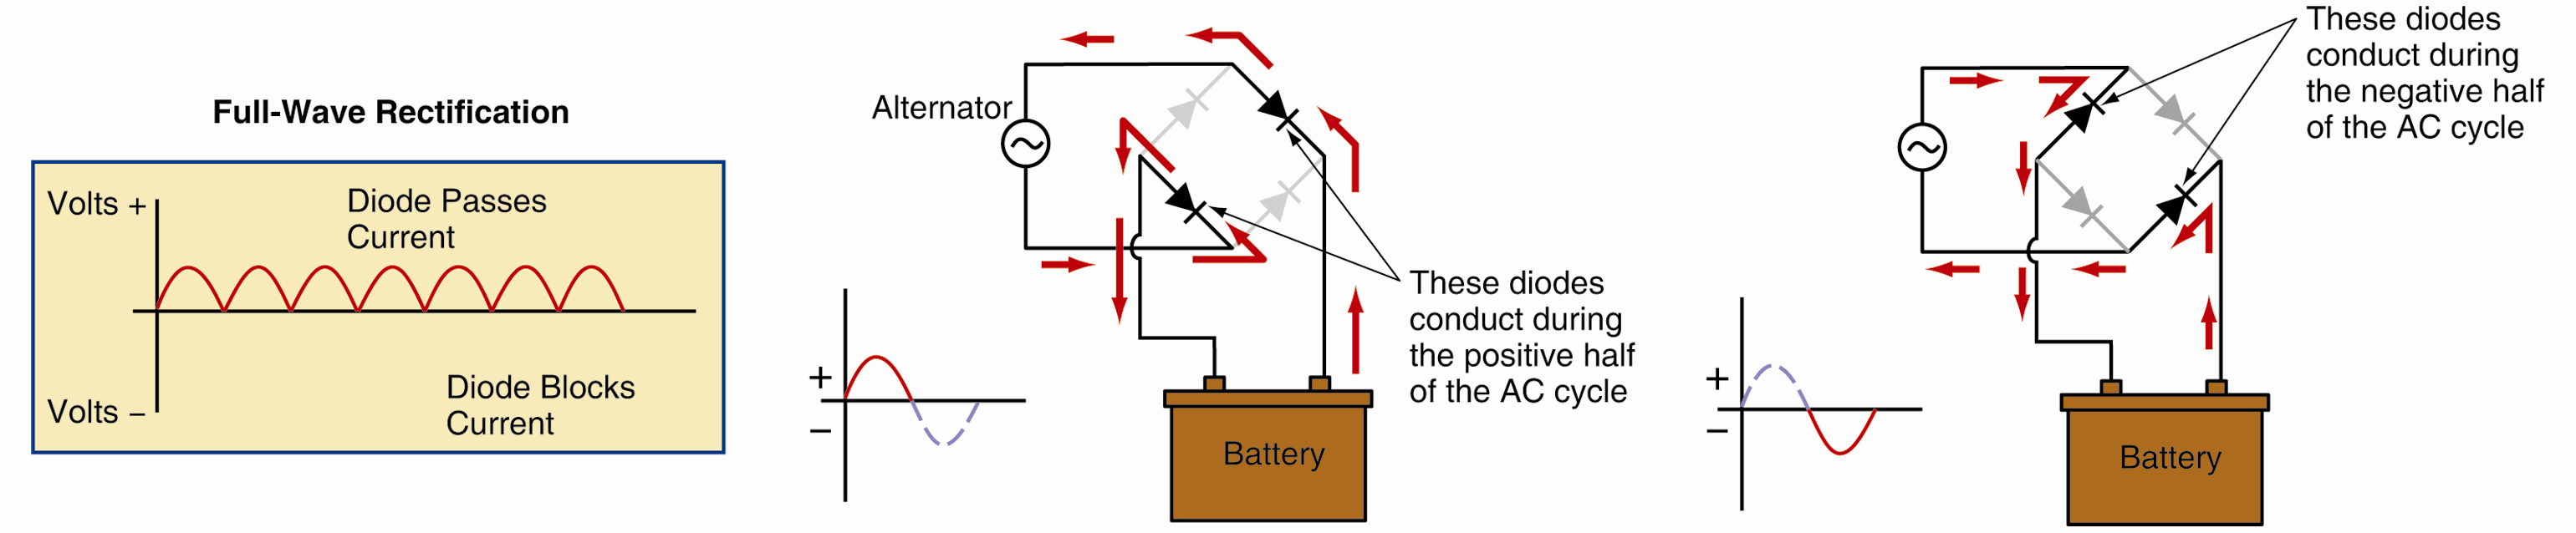 Full-Wave Rectification
Volts +
Diode Passes
Current
Diode Blocks
Current
Volts –
Alternator
+
–
These diodes
conduct during
the positive half
of the AC cycle
Battery
These diodes
conduct during
the negative half
of the AC cycle
+
–
Battery